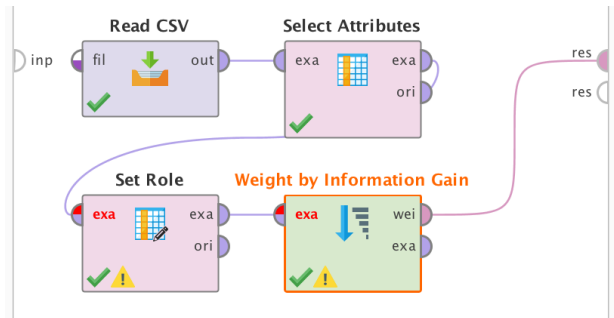 Read CSV
Select Attributes
inp
fil
out
exa
exa
ori
res
res
Set Role
Weight by Information Gain
exa
exa
ori
exa
wei
exa